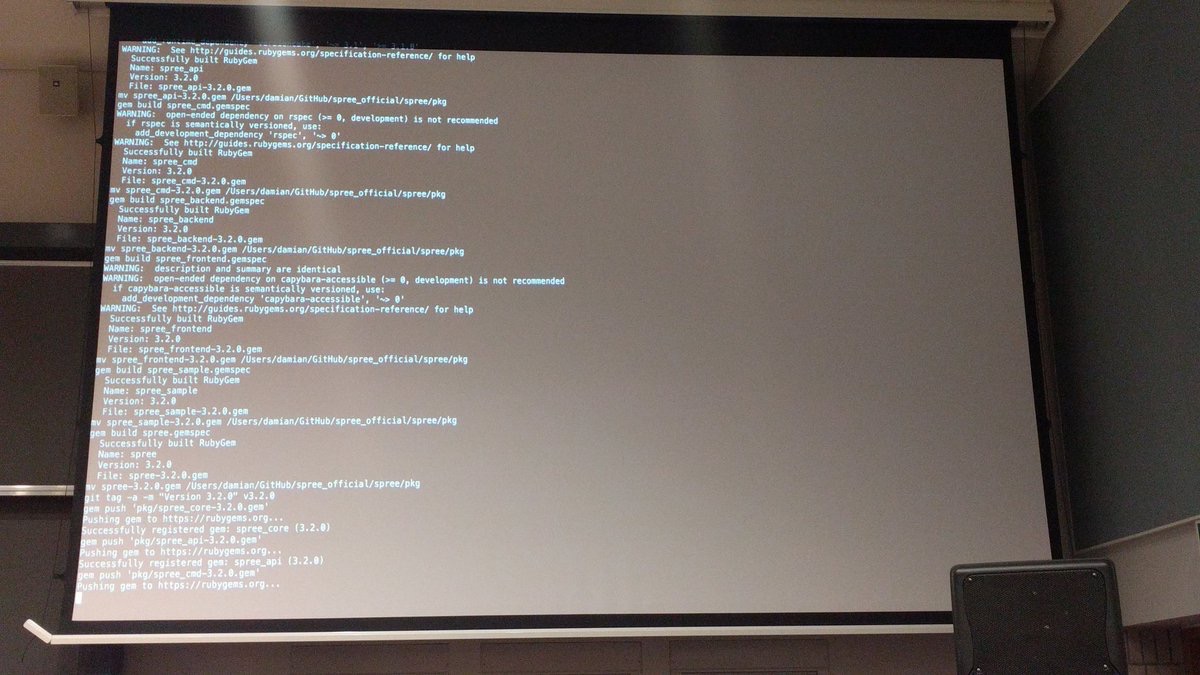 WARNING:  See http://guides.rubygems.org/specification-reference/ for help
  Successfully built RubyGem
  Name: spree_api
  Version: 3.2.0
  File: spree_api-3.2.0.gem
mv spree_api-3.2.0.gem /Users/damian/GitHub/spree_official/spree/pkg
gem build spree_cmd.gemspec
WARNING:  open-ended dependency on rspec (>= 0, development) is not recommended
  if rspec is semantically versioned, use:
    add_development_dependency 'rspec', '~> 0'
WARNING:  See http://guides.rubygems.org/specification-reference/ for help
  Successfully built RubyGem
  Name: spree_cmd
  Version: 3.2.0
  File: spree_cmd-3.2.0.gem
mv spree_cmd-3.2.0.gem /Users/damian/GitHub/spree_official/spree/pkg
gem build spree_backend.gemspec
  Successfully built RubyGem
  Name: spree_backend
  Version: 3.2.0
  File: spree_backend-3.2.0.gem
mv spree_backend-3.2.0.gem /Users/damian/GitHub/spree_official/spree/pkg
gem build spree_frontend.gemspec
WARNING:  description and summary are identical
WARNING:  open-ended dependency on capybara-accessible (>= 0, development) is not recommended
  if capybara-accessible is semantically versioned, use:
    add_development_dependency 'capybara-accessible', '~> 0'
WARNING:  See http://guides.rubygems.org/specification-reference/ for help
  Successfully built RubyGem
  Name: spree_frontend
  Version: 3.2.0
  File: spree_frontend-3.2.0.gem
mv spree_frontend-3.2.0.gem /Users/damian/GitHub/spree_official/spree/pkg
gem build spree_sample.gemspec
  Successfully built RubyGem
  Name: spree_sample
  Version: 3.2.0
  File: spree_sample-3.2.0.gem
mv spree_sample-3.2.0.gem /Users/damian/GitHub/spree_official/spree/pkg
gem build spree.gemspec
  Successfully built RubyGem
  Name: spree
  Version: 3.2.0
  File: spree-3.2.0.gem
mv spree-3.2.0.gem /Users/damian/GitHub/spree_official/spree/pkg
git tag -a -m "Version 3.2.0" v3.2.0
gem push 'pkg/spree_core-3.2.0.gem'
Pushing gem to https://rubygems.org...
Successfully registered gem: spree_core (3.2.0)
gem push 'pkg/spree_api-3.2.0.gem'
Pushing gem to https://rubygems.org...
Successfully registered gem: spree_api (3.2.0)
gem push 'pkg/spree_cmd-3.2.0.gem'
Pushing gem to https://rubygems.org...